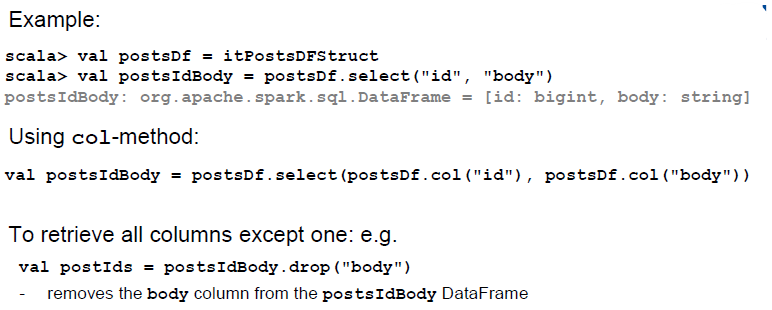 Example:
scala> val postsDf = itPostsDFStruct
scala> val postsIdBody = postsDf.select("id", "body")
postsIdBody: org.apache.spark.sql.DataFrame = [id: bigint, body: string]
Using col-method:
val postsIdBody = postsDf.select(postsDf.col("id"), postsDf.col("body"))
To retrieve all columns except one: e.g.
val postIds = postsIdBody.drop("body")
- removes the body column from the postsIdBody DataFrame